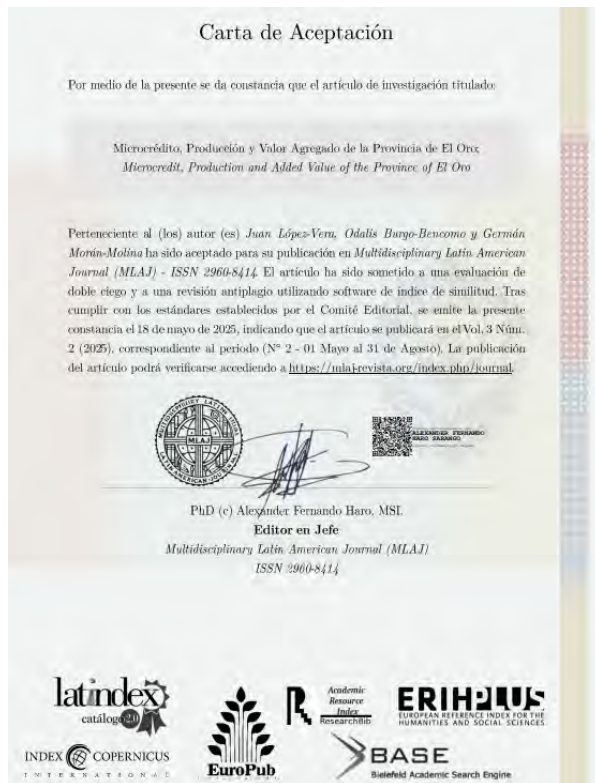 Carta de Aceptación
Por medio de la presente se da constancia que el artículo de investigación titulado:
Microcrédito, Producción y Valor Agregado de la Provincia de El Oro;
Microcredit, Production and Added Value of the Province of El Oro
Perteneciente al (los) autor (es) Juan López-Vera, Odalis Burgo-Bencomo y Germán
Morán-Molina ha sido aceptado para su publicación en Multidisciplinary Latin American
Journal (MLAJ) - ISSN 2960-8414. El artículo ha sido sometido a una evaluación de
doble ciego y a una revisión antiplagio utilizando software de índice de similitud. Tras
cumplir con los estándares establecidos por el Comité Editorial, se emite la presente
constancia el 18 de mayo de 2025, indicando que el artículo se publicará en el Vol. 3 Núm.
2 (2025), correspondiente al periodo (N° 2 - 01 Mayo al 31 de Agosto). La publicación
del artículo podrá verificarse accediendo a https://mlaj-revista.org/index.php/journal.
MULTIDISCIPLINARY LATIN AMERICAN JOURNAL
MLAJ
ALEXANDER FERNANDO
HARO SARANGO
PhD (c) Alexander Fernando Haro, MSI.
Editor en Jefe
Multidisciplinary Latin American Journal (MLAJ)
ISSN 2960-8414
latindex
catálogo 2.0
INDEX COPERNICUS
INTERNATIONAL
EuroPub
Academic
Resource
Index
ResearchBib
ERIHPLUS
EUROPEAN REFERENCE INDEX FOR THE
HUMANITIES AND SOCIAL SCIENCES
BASE
Bielefeld Academic Search Engine